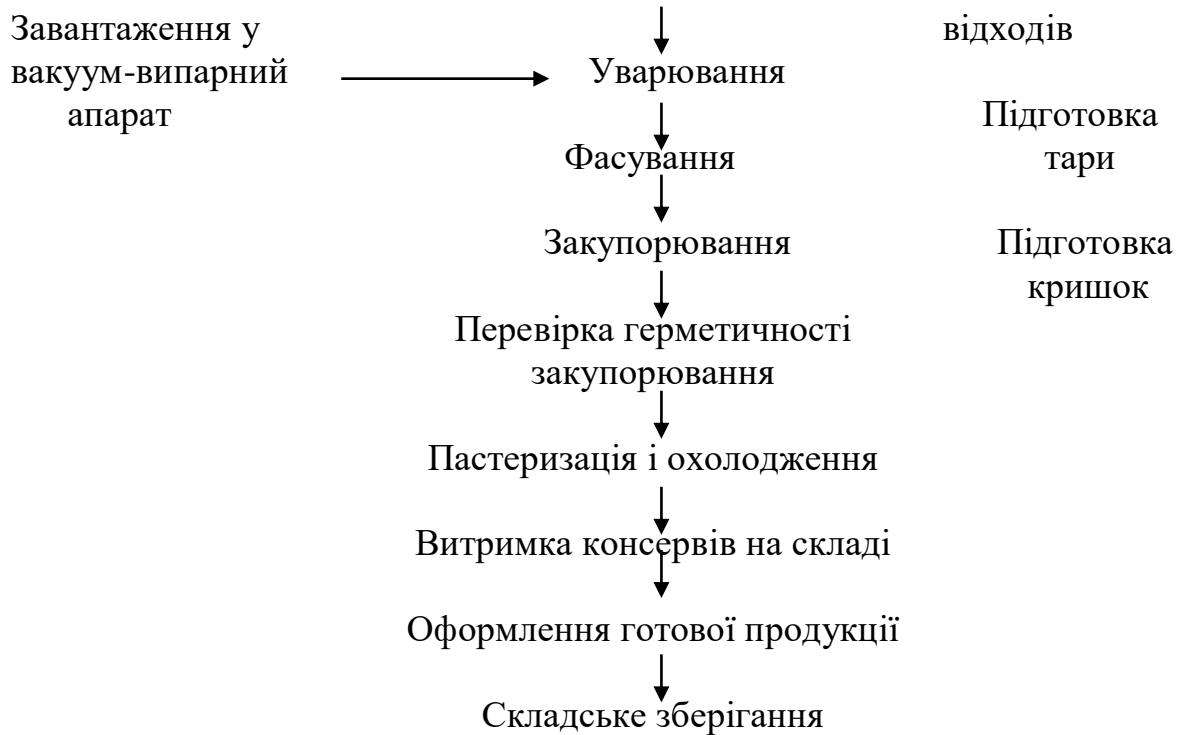 Завантаження у
відходів
вакуум-випарний
Уварювання
апарат
Підготовка
Фасування
тари
Закупорювання
Підготовка
кришок
Перевірка герметичності
закупорювання
Пастеризація і охолодження
Витримка консервів на складі
Оформлення готової продукції
Складське зберігання